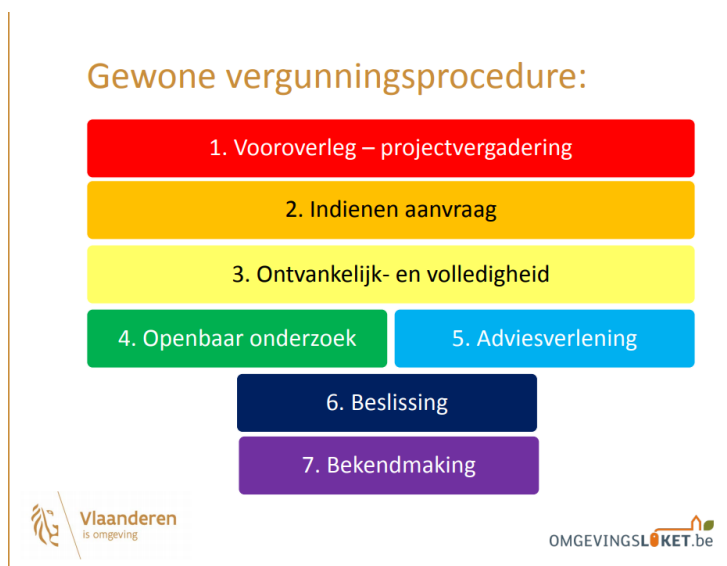 Gewone vergunningsprocedure:
1. Vooroverleg – projectvergadering
2. Indienen aanvraag
3. Ontvankelijk- en volledigheid
4. Openbaar onderzoek
5. Adviesverlening
6. Beslissing
7. Bekendmaking
Vlaanderen
is omgeving
OMGEVINGSLOKET.be